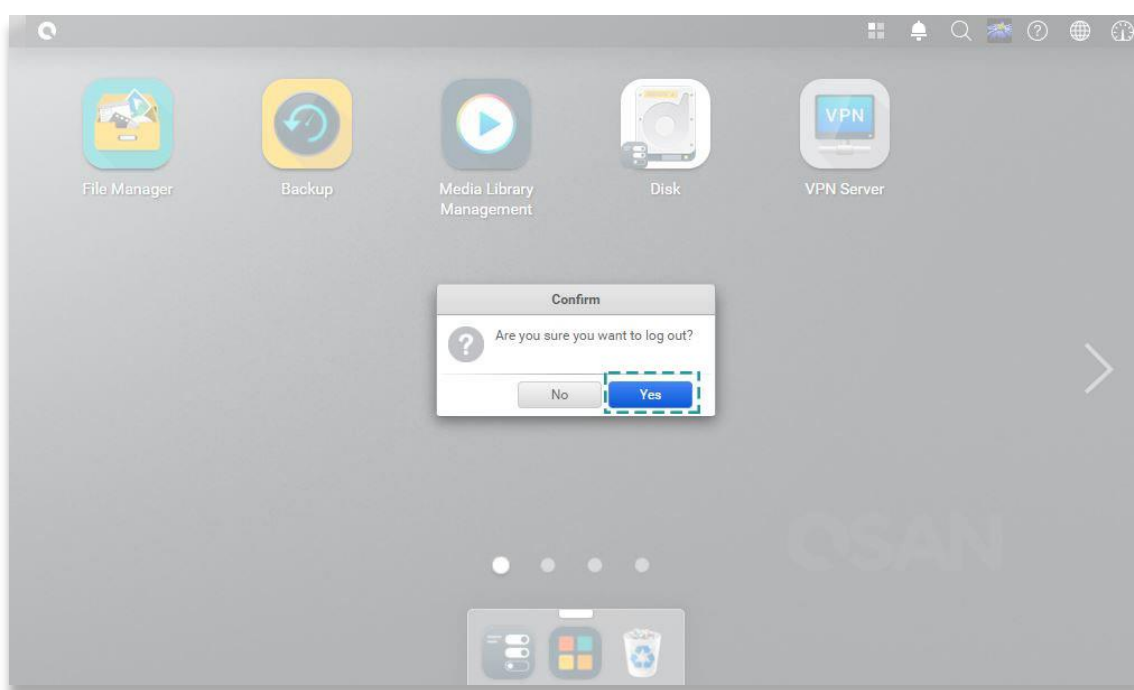 VPN
File Manager
Backup
Media Library
Management
Disk
VPN Server
Confirm
Are you sure you want to log out?
No
Yes
QSAN